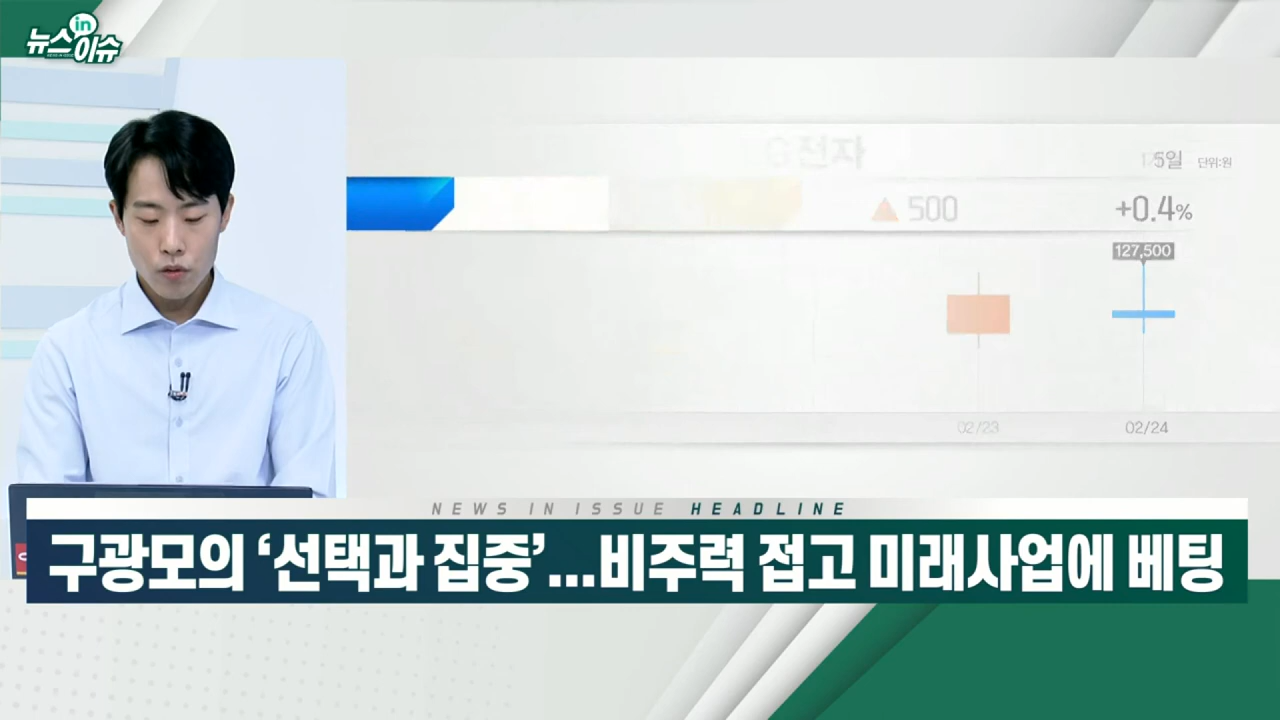 뉴스in이슈
전자
5일 단위:원
▲ 500 +0.4%
127,500
02/23 02/24
NEWS IN ISSUE HEADLINE
구광모의 ‘선택과 집중’...비주력 접고 미래사업에 베팅